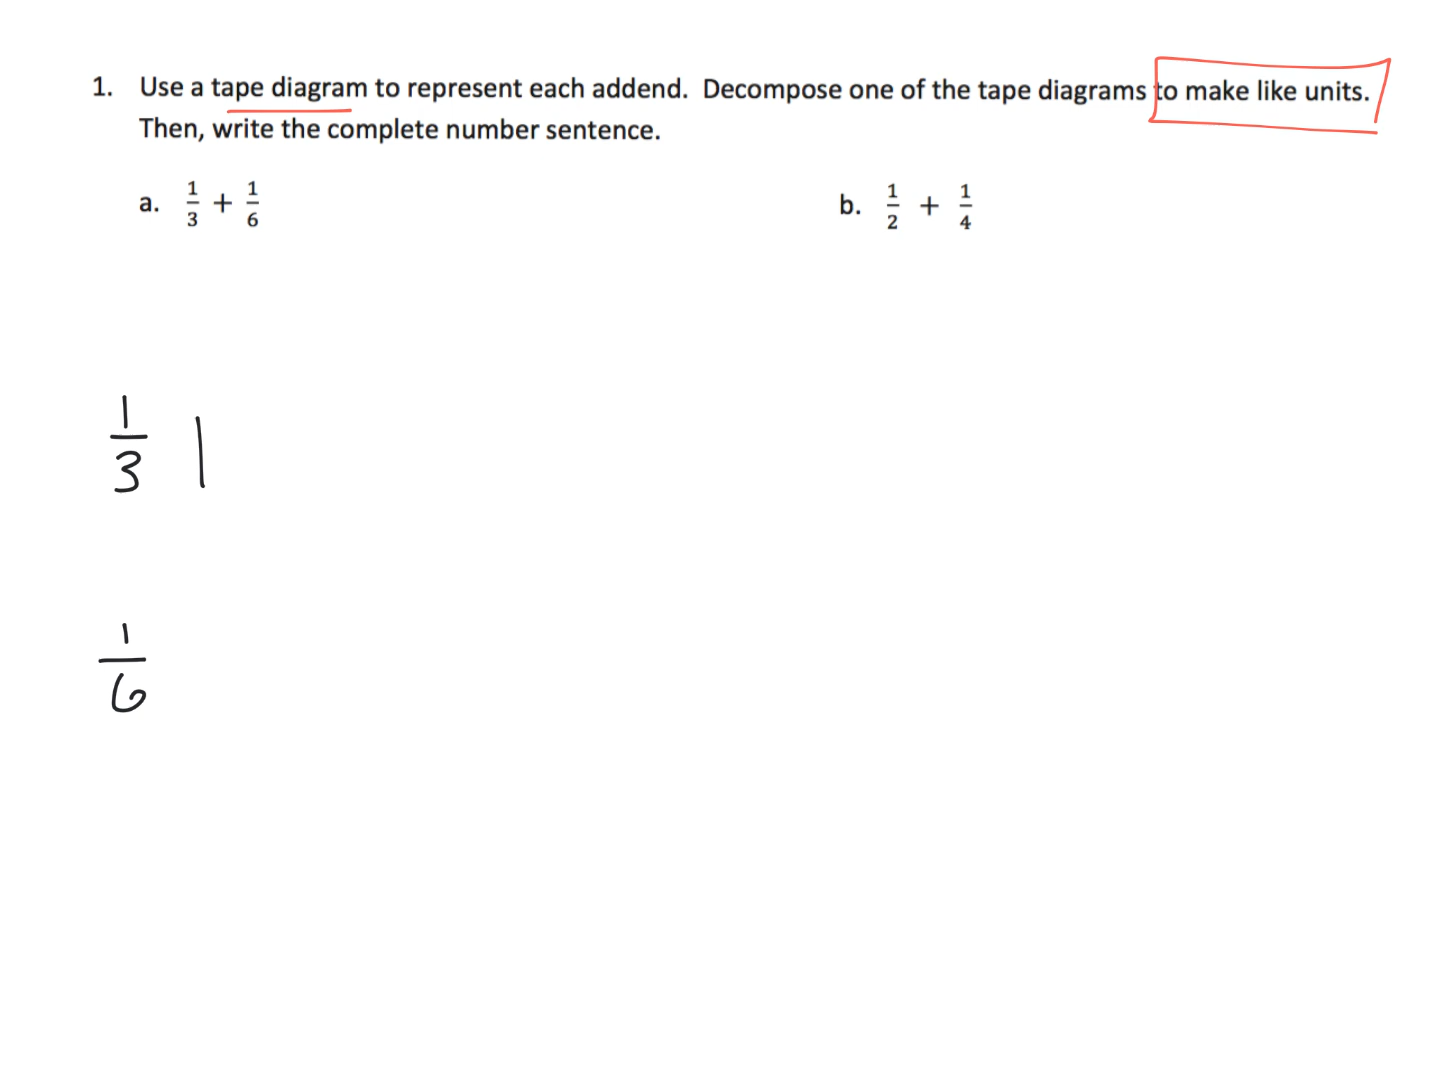 1. Use a tape diagram to represent each addend. Decompose one of the tape diagrams to make like units.
Then, write the complete number sentence.
a. 1/3 + 1/6
b. 1/2 + 1/4
1/3 |
1/6